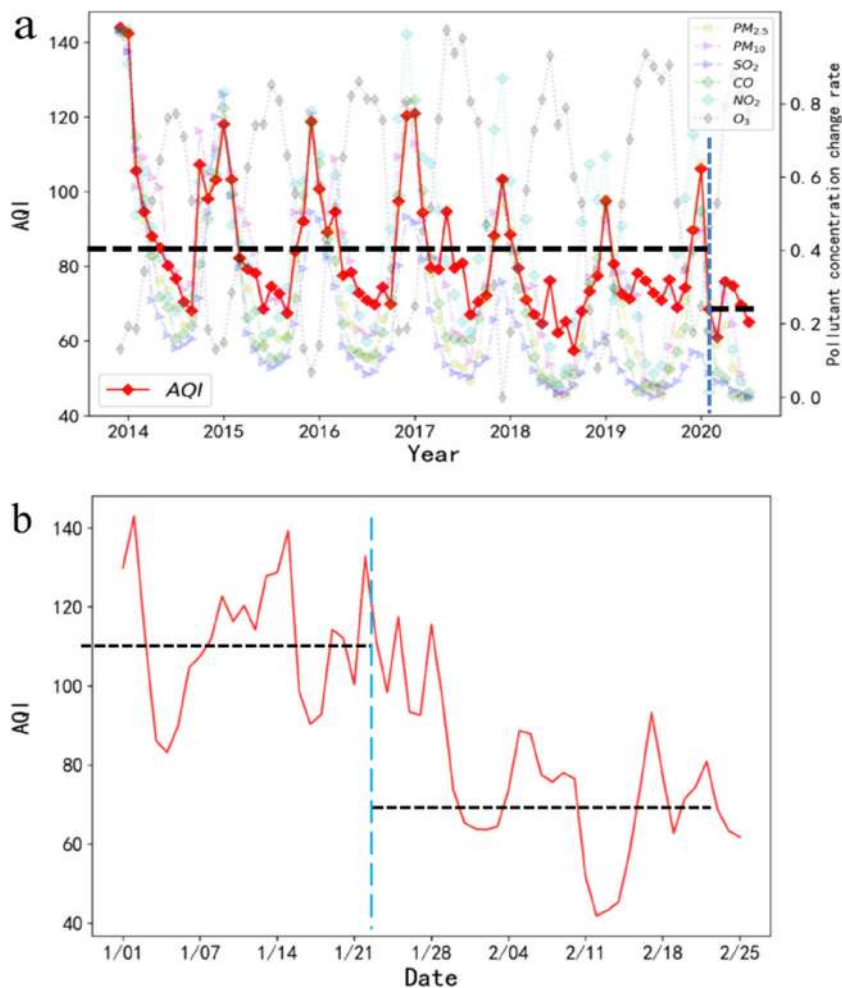 a
140
120
100
80
60
40
AQI
PM2.5
PM10
SO2
CO
NO2
O3
0.8
0.6
0.4
0.2
0.0
Pollutant concentration change rate
AQI
2014 2015 2016 2017 2018 2019 2020
Year
b
140
120
100
80
60
40
AQI
1/01 1/07 1/14 1/21 1/28 2/04 2/11 2/18 2/25
Date